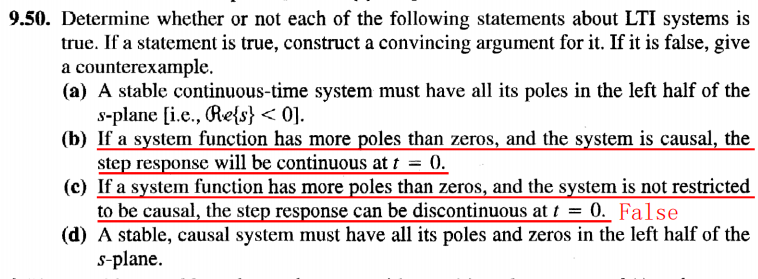 9.50. Determine whether or not each of the following statements about LTI systems is
true. If a statement is true, construct a convincing argument for it. If it is false, give
a counterexample.
(a) A stable continuous-time system must have all its poles in the left half of the
s-plane [i.e., ℜe{s} < 0].
(b) If a system function has more poles than zeros, and the system is causal, the
step response will be continuous at t = 0.
(c) If a system function has more poles than zeros, and the system is not restricted
to be causal, the step response can be discontinuous at t = 0. False
(d) A stable, causal system must have all its poles and zeros in the left half of the
s-plane.